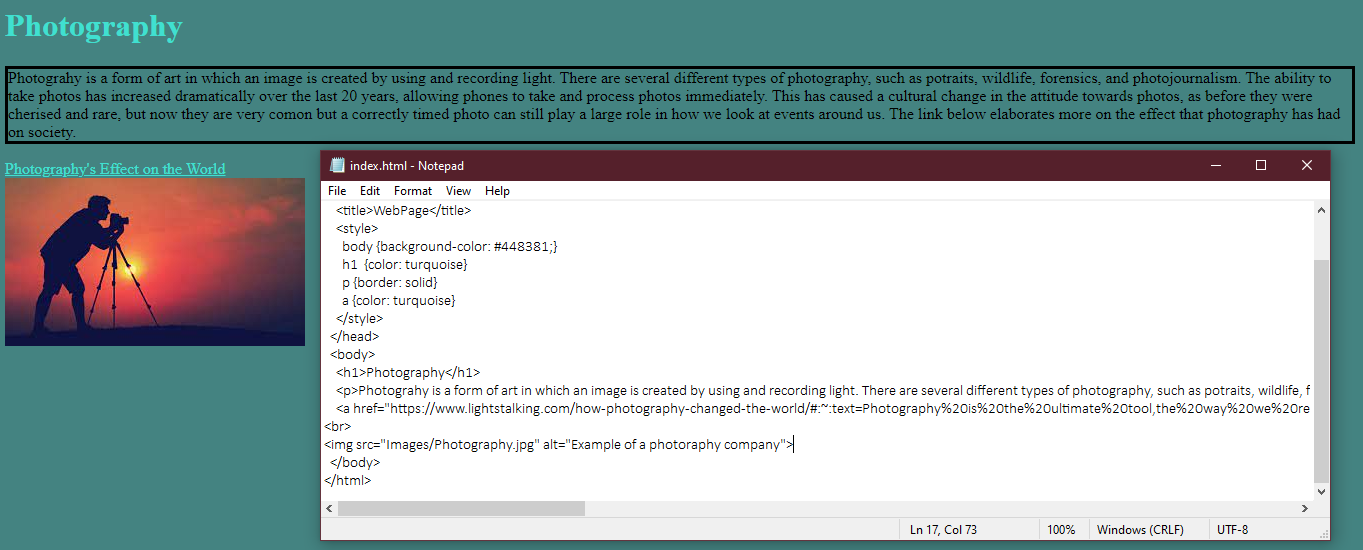 Photography
Photograhy is a form of art in which an image is created by using and recording light. There are several different types of photography, such as potraits, wildlife, forensics, and photojournalism. The ability to
take photos has increased dramatically over the last 20 years, allowing phones to take and process photos immediately. This has caused a cultural change in the attitude towards photos, as before they were
cherised and rare, but now they are very comon but a correctly timed photo can still play a large role in how we look at events around us. The link below elaborates more on the effect that photography has had
on society.
Photography's Effect on the World
index.html - Notepad
File Edit Format View Help
<title>WebPage</title>
<style>
body {background-color: #448381;}
h1  {color: turquoise}
p {border: solid}
a {color: turquoise}
</style>
</head>
<body>
<h1>Photography</h1>
<p>Photograhy is a form of art in which an image is created by using and recording light. There are several different types of photography, such as potraits, wildlife, f
<a href="https://www.lightstalking.com/how-photography-changed-the-world/#:~:text=Photography%20is%20the%20ultimate%20tool,the%20way%20we%20re
<br>
<img src="Images/Photography.jpg" alt="Example of a photoraphy company">
</body>
</html>
Ln 17, Col 73 100% Windows (CRLF) UTF-8